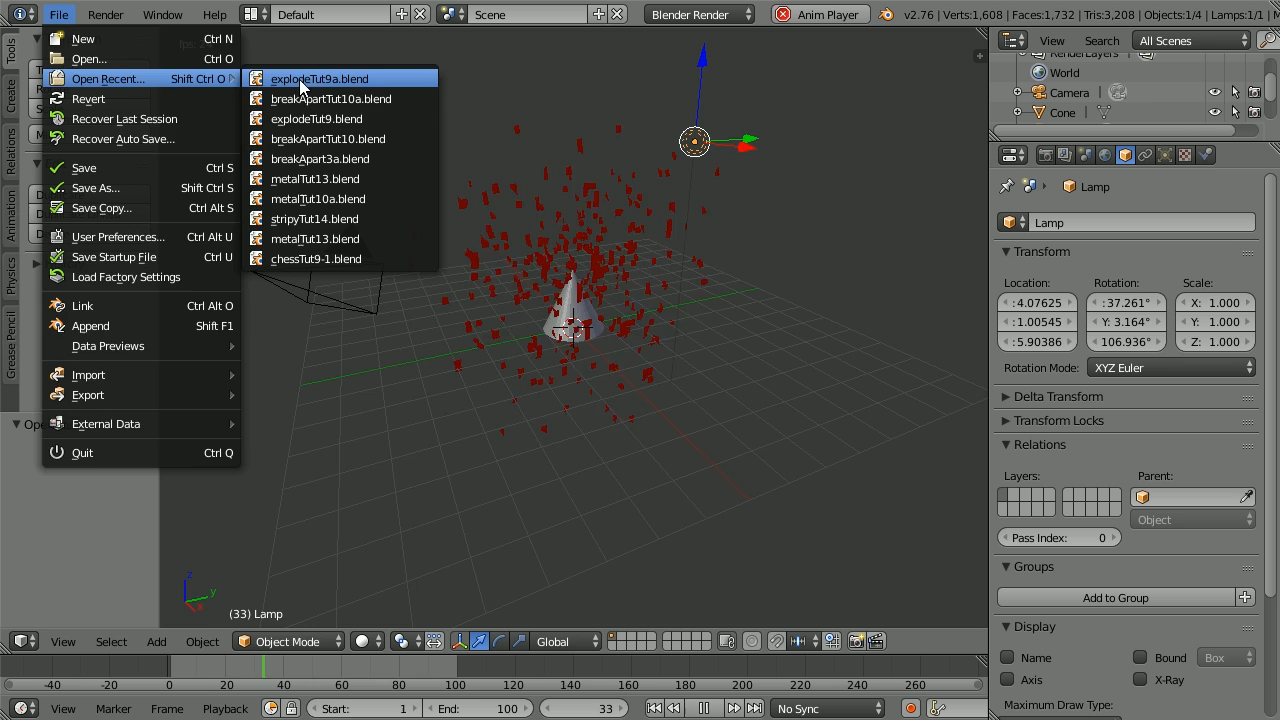 File Render Window Help Default Scene Blender Render Anim Player v2.76 | Verts:1,608 | Faces:1,732 | Tris:3,208 | Objects:1/4 | Lamps:1/1 |
New Ctrl N
Open... Ctrl O
Open Recent... Shift Ctrl O
Revert
Recover Last Session
Recover Auto Save...
Save Ctrl S
Save As... Shift Ctrl S
Save Copy... Ctrl Alt S
User Preferences... Ctrl Alt U
Save Startup File Ctrl U
Load Factory Settings
Link Ctrl Alt O
Append Shift F1
Data Previews
Import
Export
External Data
Quit Ctrl Q
explodeTut9a.blend
breakApartTut10a.blend
explodeTut9.blend
breakApartTut10.blend
breakApart3a.blend
metalTut13.blend
metalTut10a.blend
stripyTut14.blend
metalTut13.blend
chessTut9-1.blend
Tools
Create
Relations
Animation
Physics
Grease Pencil
z
y
x
(33) Lamp
View Select Add Object Object Mode Global
-40 -20 0 20 40 60 80 100 120 140 160 180 200 220 240 260
View Marker Frame Playback Start: 1 End: 100 33 No Sync
View Search All Scenes
RenderLayers
World
Camera
Cone
Lamp
Lamp
Transform
Location: Rotation: Scale:
:4.07625 :37.261° X: 1.000
:1.00545 Y: 3.164° Y: 1.000
:5.90386 106.936° Z: 1.000
Rotation Mode: XYZ Euler
Delta Transform
Transform Locks
Relations
Layers: Parent:
Object
Pass Index: 0
Groups
Add to Group
Display
Name Bound Box
Axis X-Ray
Maximum Draw Type: